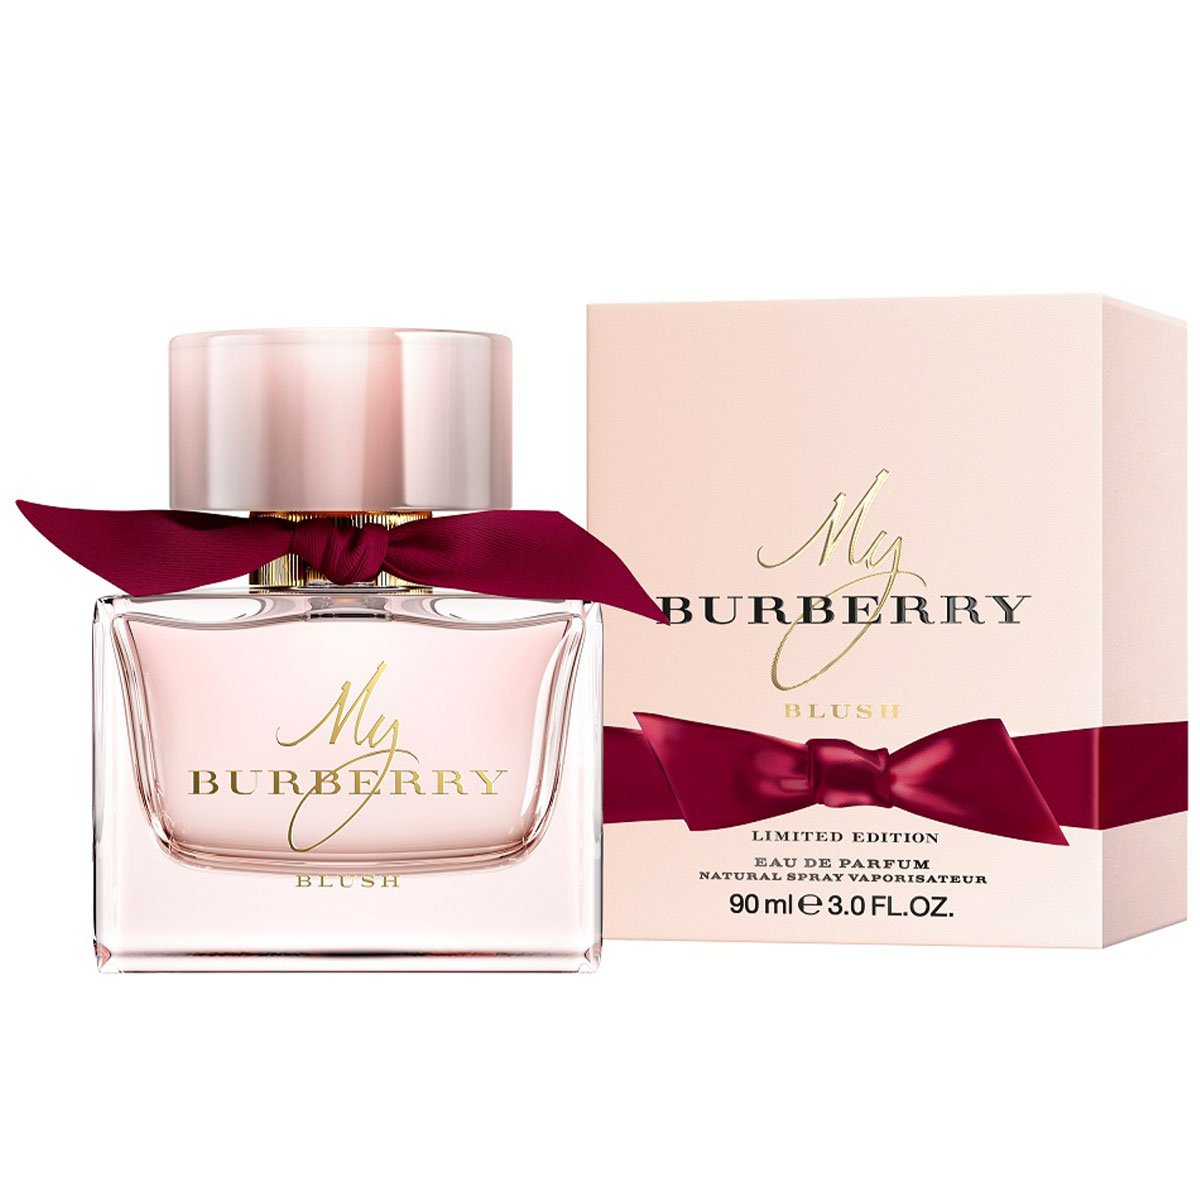 My
BURBERRY
BLUSH
My
BURBERRY
BLUSH
LIMITED EDITION
EAU DE PARFUM
NATURAL SPRAY VAPORISATEUR
90 ml ℮ 3.0 FL.OZ.